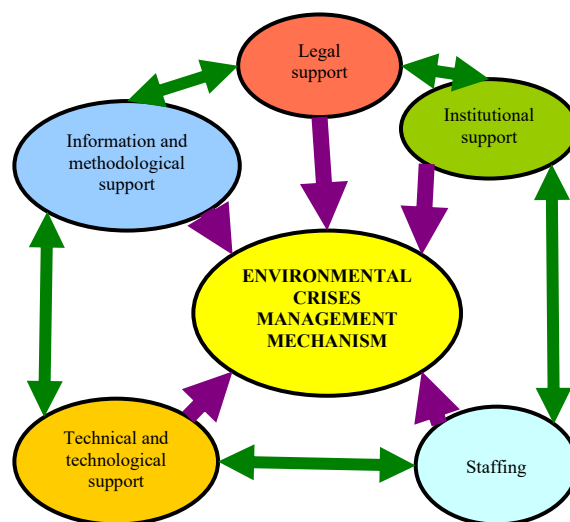 Legal
support
Institutional
support
Information and
methodological
support
ENVIRONMENTAL
CRISES
MANAGEMENT
MECHANISM
Technical and
technological
support
Staffing